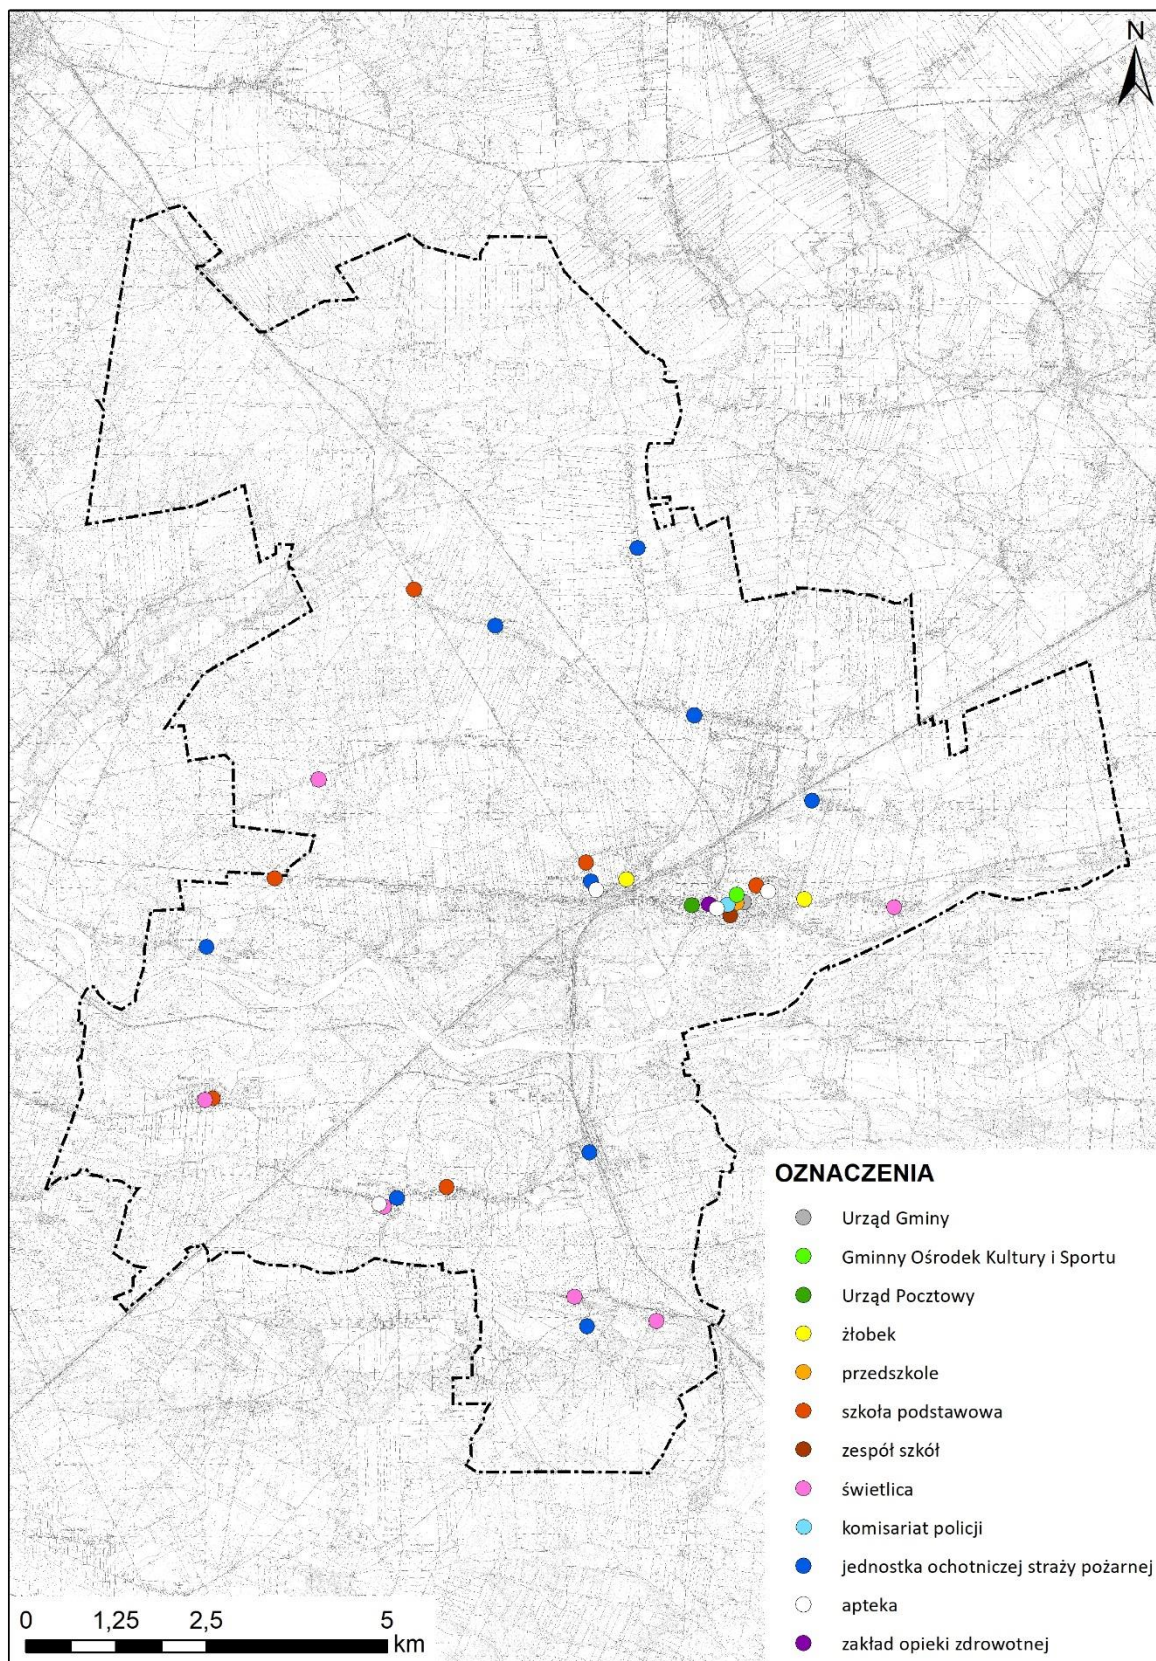 N
OZNACZENIA
Urząd Gminy
Gminny Ośrodek Kultury i Sportu
Urząd Pocztowy
żłobek
przedszkole
szkoła podstawowa
zespół szkół
świetlica
komisariat policji
jednostka ochotniczej straży pożarnej
apteka
zakład opieki zdrowotnej
0 1,25 2,5 5
km